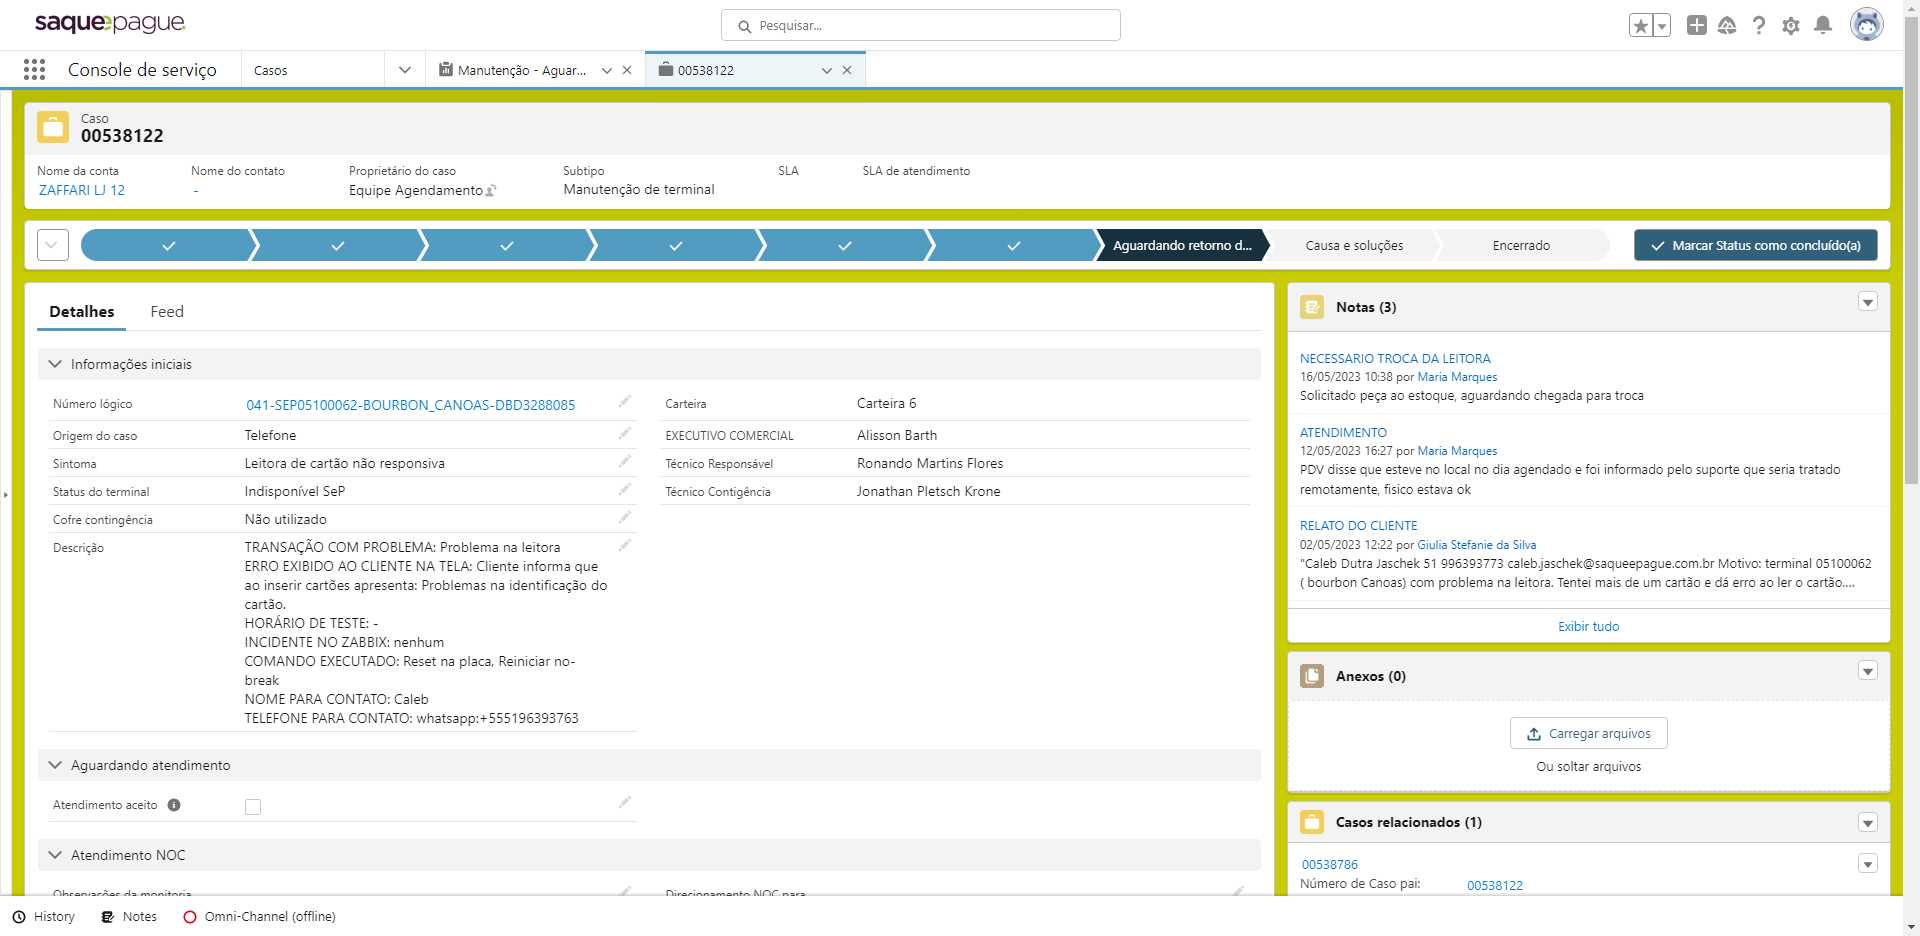 saqueepague
Pesquisar...
Console de serviço
Casos
Manutenção - Aguar...
00538122
Caso
00538122
Nome da conta
ZAFFARI LJ 12
Nome do contato
-
Proprietário do caso
Equipe Agendamento
Subtipo
Manutenção de terminal
SLA
SLA de atendimento
Aguardando retorno d...
Causa e soluções
Encerrado
Marcar Status como concluído(a)
Detalhes
Feed
Informações iniciais
Número lógico
041-SEP05100062-BOURBON_CANOAS-DBD3288085
Origem do caso
Telefone
Sintoma
Leitora de cartão não responsiva
Status do terminal
Indisponível SeP
Cofre contingência
Não utilizado
Descrição
TRANSAÇÃO COM PROBLEMA: Problema na leitora
ERRO EXIBIDO AO CLIENTE NA TELA: Cliente informa que
ao inserir cartões apresenta: Problemas na identificação do
cartão.
HORÁRIO DE TESTE: -
INCIDENTE NO ZABBIX: nenhum
COMANDO EXECUTADO: Reset na placa, Reiniciar no-
break
NOME PARA CONTATO: Caleb
TELEFONE PARA CONTATO: whatsapp:+555196393763
Carteira
Carteira 6
EXECUTIVO COMERCIAL
Alisson Barth
Técnico Responsável
Ronando Martins Flores
Técnico Contigência
Jonathan Pletsch Krone
Aguardando atendimento
Atendimento aceito
Atendimento NOC
Observações da monitoria
Direcionamento NOC para
Notas (3)
NECESSARIO TROCA DA LEITORA
16/05/2023 10:38 por Maria Marques
Solicitado peça ao estoque, aguardando chegada para troca
ATENDIMENTO
12/05/2023 16:27 por Maria Marques
PDV disse que esteve no local no dia agendado e foi informado pelo suporte que seria tratado
remotamente, fisico estava ok
RELATO DO CLIENTE
02/05/2023 12:22 por Giulia Stefanie da Silva
"Caleb Dutra Jaschek 51 996393773 caleb.jaschek@saqueepague.com.br Motivo: terminal 05100062
( bourbon Canoas) com problema na leitora. Tentei mais de um cartão e dá erro ao ler o cartão....
Exibir tudo
Anexos (0)
Carregar arquivos
Ou soltar arquivos
Casos relacionados (1)
00538786
Número de Caso pai:
00538122
History
Notes
Omni-Channel (offline)